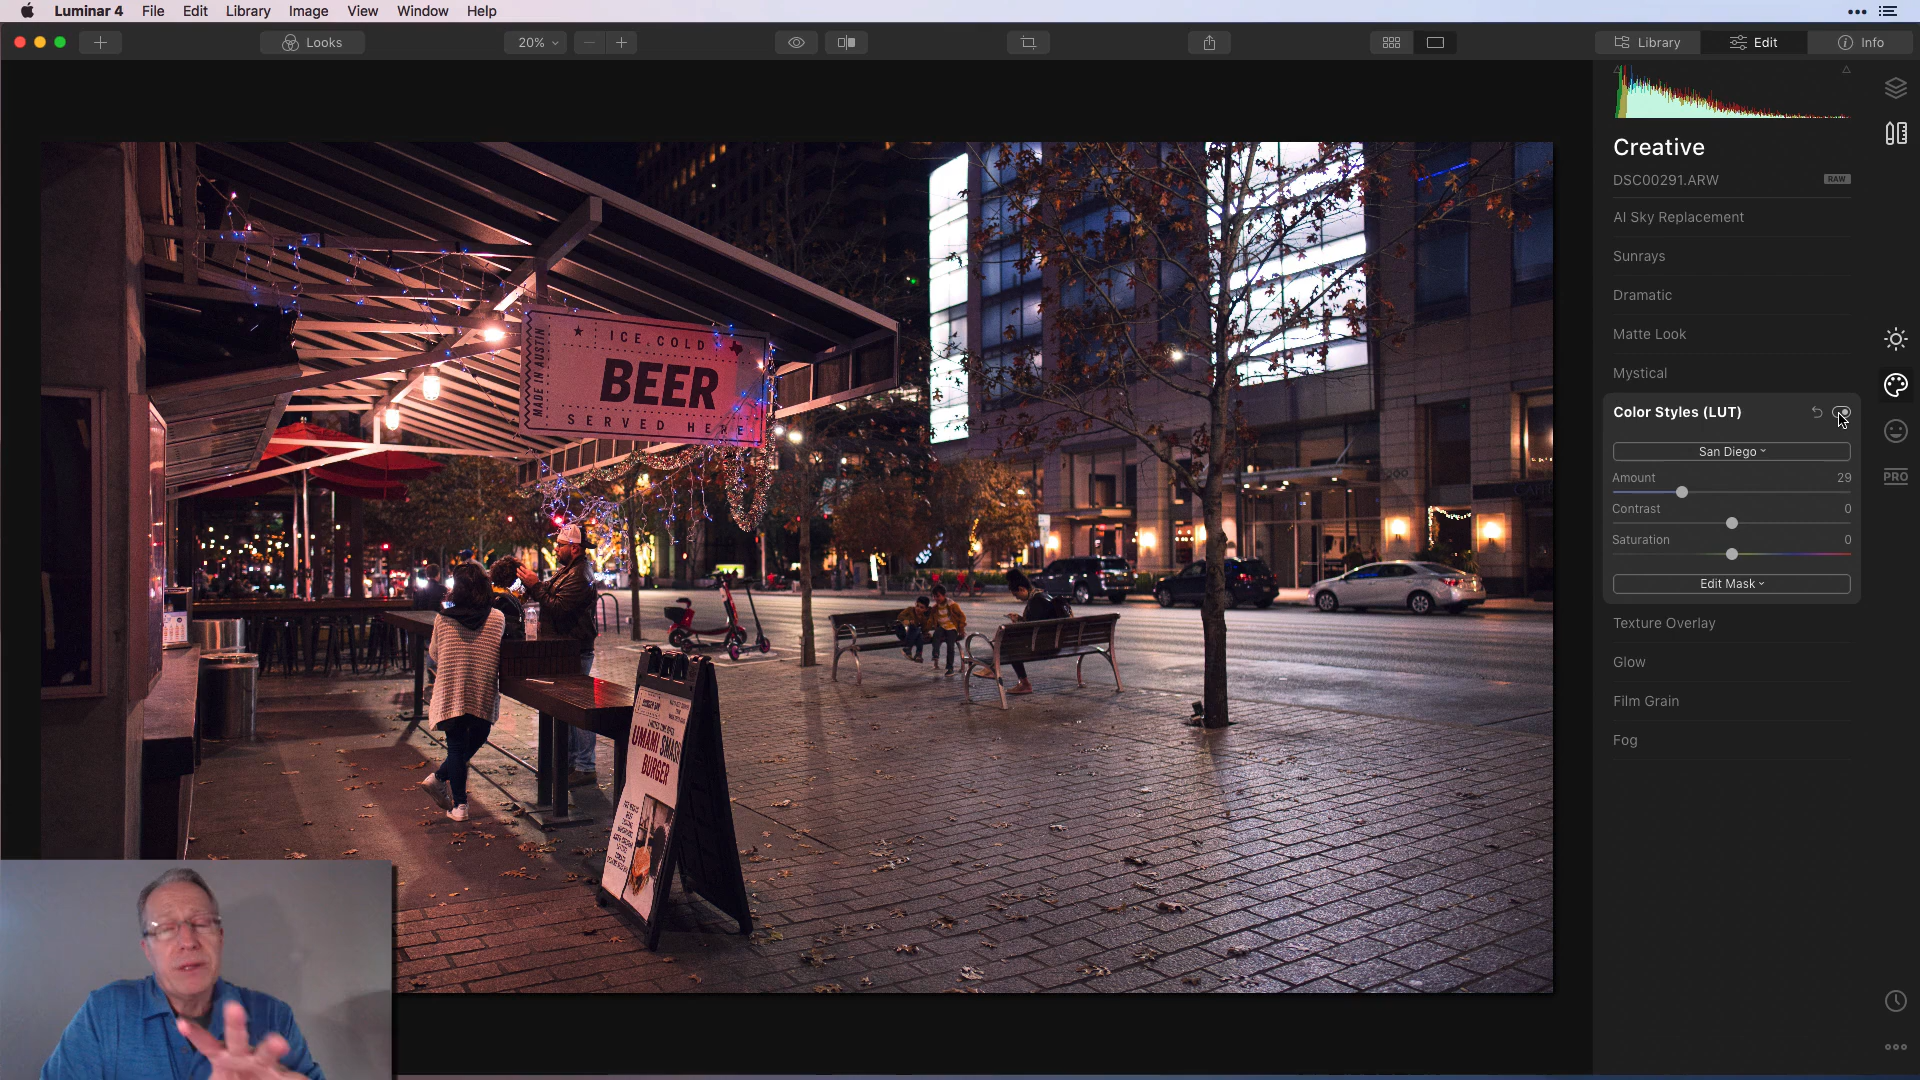 Luminar 4 File Edit Library Image View Window Help
Looks
20%
Library
Edit
Info
Creative
DSC00291.ARW
RAW
AI Sky Replacement
Sunrays
Dramatic
Matte Look
Mystical
Color Styles (LUT)
San Diego
Amount 29
Contrast 0
Saturation 0
Edit Mask
Texture Overlay
Glow
Film Grain
Fog
PRO
MADE IN AUSTIN
ICE COLD
BEER
SERVED HERE
UMAMI SMASH
BURGER